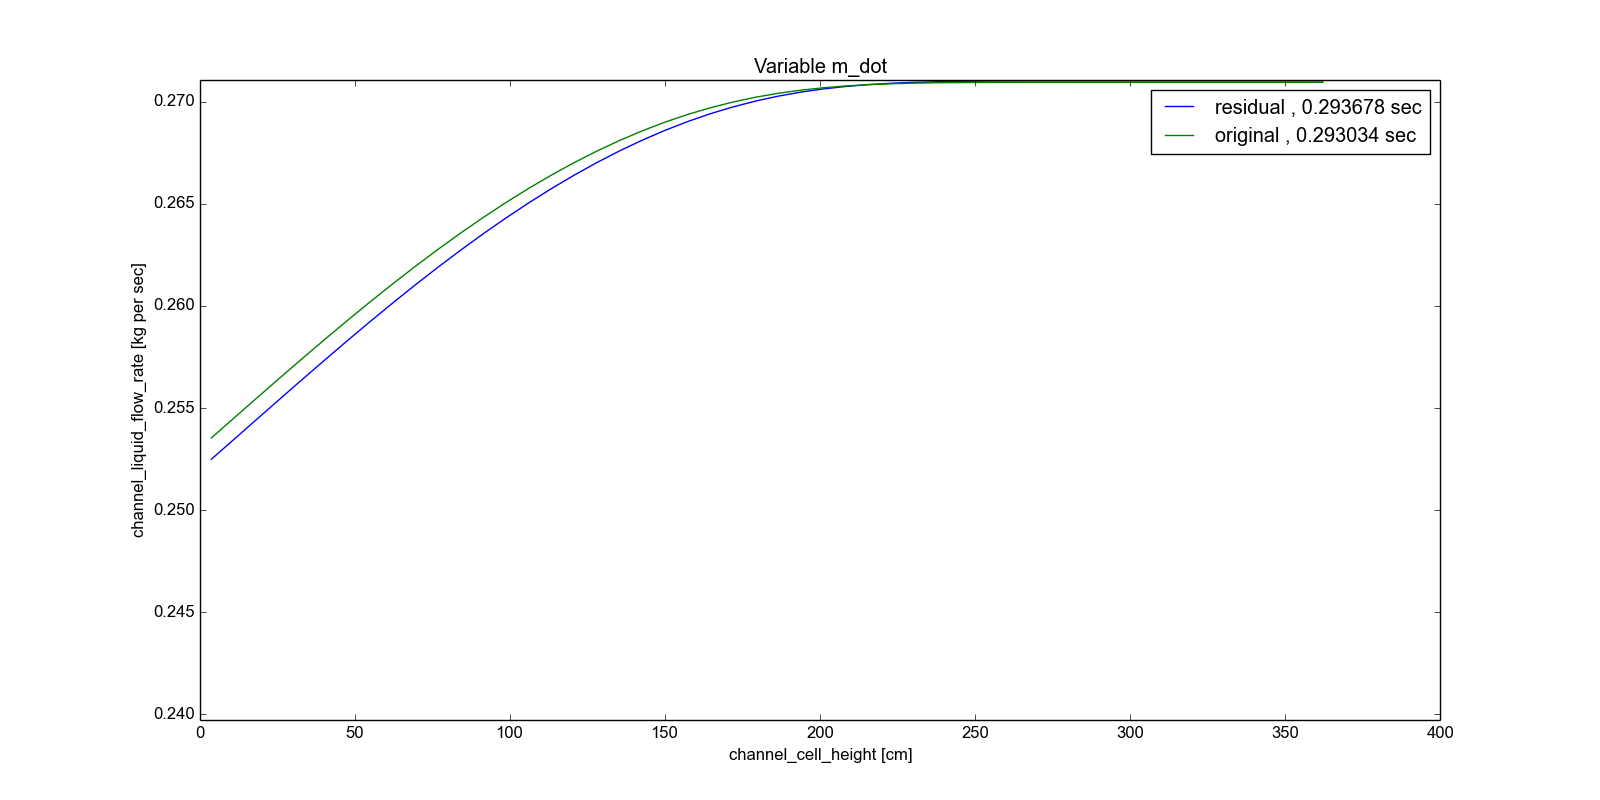 Variable m_dot
residual , 0.293678 sec
original , 0.293034 sec
0.270
0.265
0.260
0.255
0.250
0.245
0.240
channel_liquid_flow_rate [kg per sec]
0 50 100 150 200 250 300 350 400
channel_cell_height [cm]